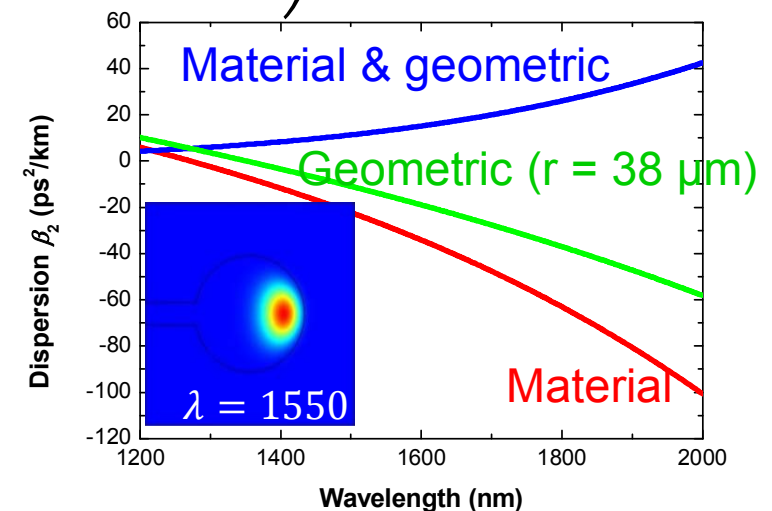 )
60
40
20
0
-20
-40
-60
-80
-100
-120
Dispersion β₂ (ps²/km)
Material & geometric
Geometric (r = 38 μm)
Material
λ = 1550
1200
1400
1600
1800
2000
Wavelength (nm)